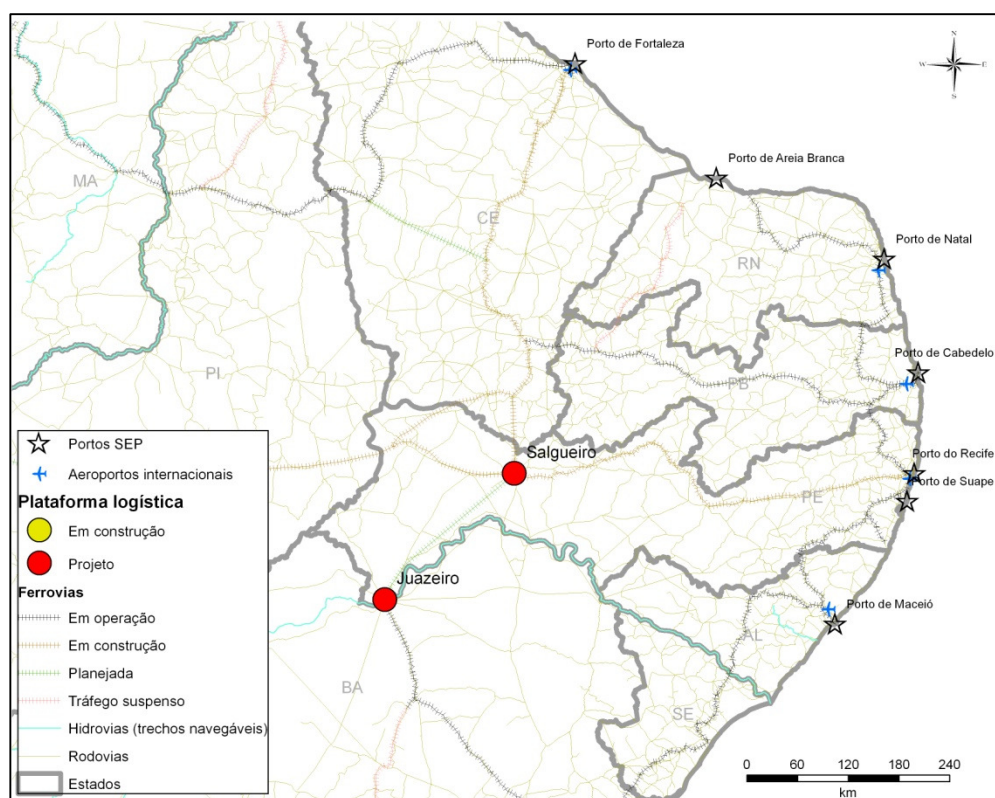 N
W
E
S
Porto de Fortaleza
Porto de Areia Branca
MA
CE
Porto de Natal
RN
PI
Porto de Cabedelo
PB
Salgueiro
Porto do Recife
Porto de Suape
PE
Juazeiro
Porto de Maceió
AL
BA
SE
Portos SEP
Aeroportos internacionais
Plataforma logística
Em construção
Projeto
Ferrovias
Em operação
Em construção
Planejada
Tráfego suspenso
Hidrovias (trechos navegáveis)
Rodovias
Estados
0 60 120 180 240
km